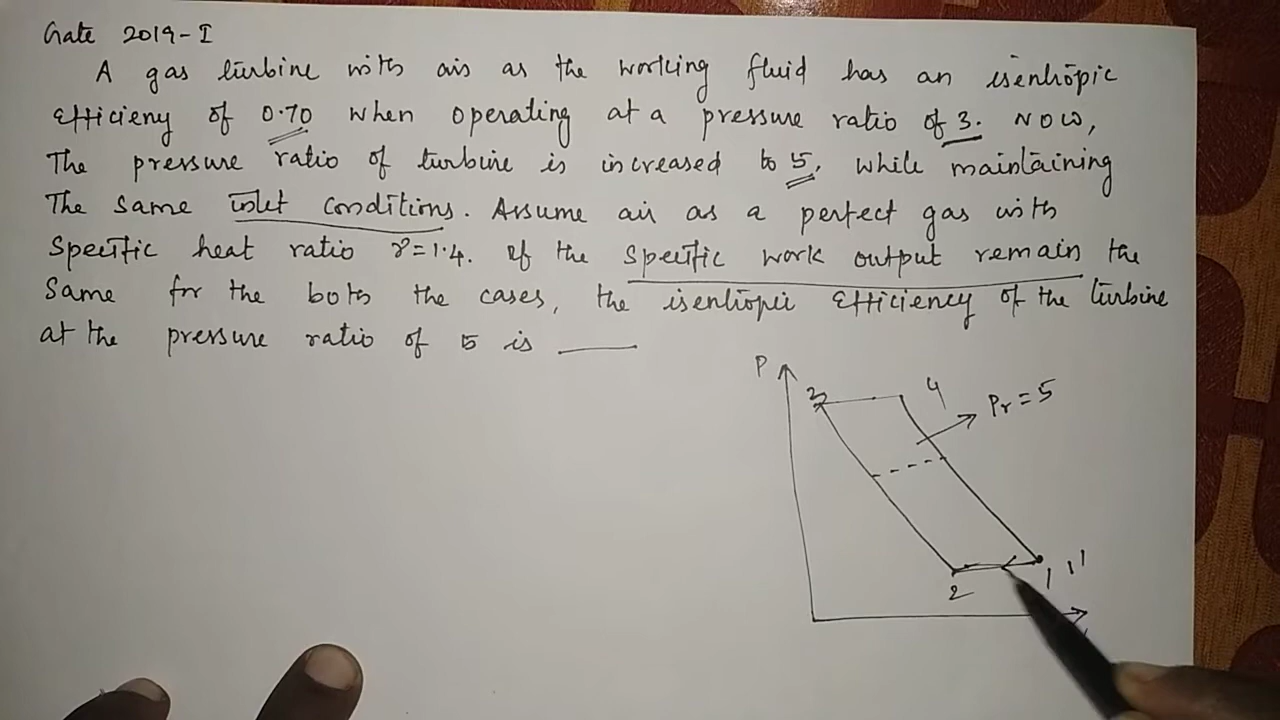 Gate 2019-I
A gas turbine with air as the working fluid has an isentropic
efficieny of 0.70 when operating at a pressure ratio of 3. Now,
The pressure ratio of turbine is increased to 5, while maintaining
The same inlet conditions. Assume air as a perfect gas with
Specific heat ratio γ=1.4. If the specific work output remain the
Same for the both the cases, the isentropic efficiency of the turbine
at the pressure ratio of 5 is ____
P
3
4
Pr = 5
2
1